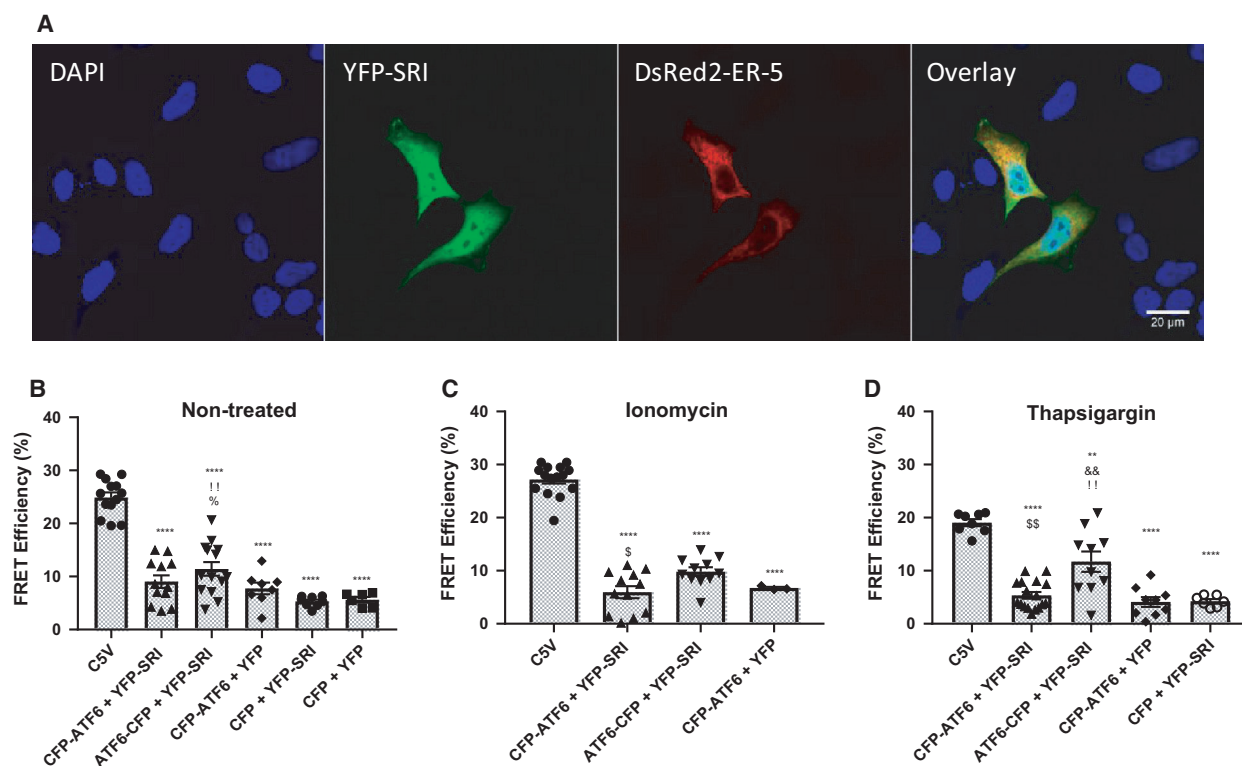 A
DAPI
YFP-SRI
DsRed2-ER-5
Overlay
20 µm
B
Non-treated
FRET Efficiency (%)
40
30
20
10
0
****
****
! !
%
****
****
****
C5V
CFP-ATF6 + YFP-SRI
ATF6-CFP + YFP-SRI
CFP-ATF6 + YFP
CFP + YFP-SRI
CFP + YFP
C
Ionomycin
FRET Efficiency (%)
40
30
20
10
0
****
$
****
****
C5V
CFP-ATF6 + YFP-SRI
ATF6-CFP + YFP-SRI
CFP-ATF6 + YFP
D
Thapsigargin
FRET Efficiency (%)
40
30
20
10
0
****
$$
**
&&
! !
****
****
C5V
CFP-ATF6 + YFP-SRI
ATF6-CFP + YFP-SRI
CFP-ATF6 + YFP
CFP + YFP-SRI